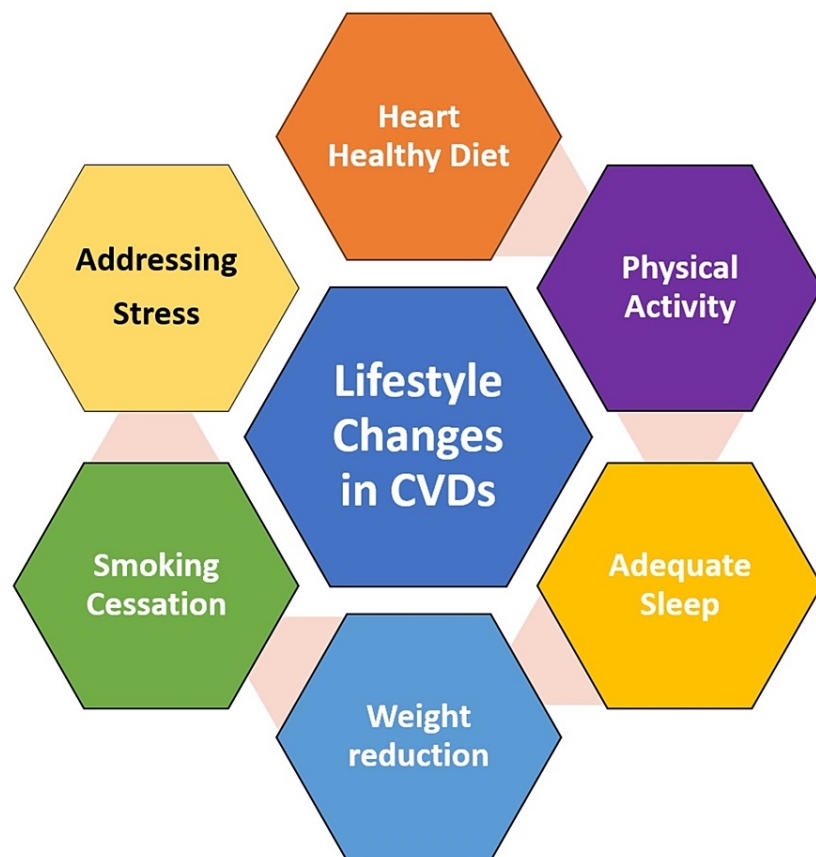 Heart
Healthy Diet
Physical
Activity
Adequate
Sleep
Weight
reduction
Smoking
Cessation
Addressing
Stress
Lifestyle
Changes
in CVDs